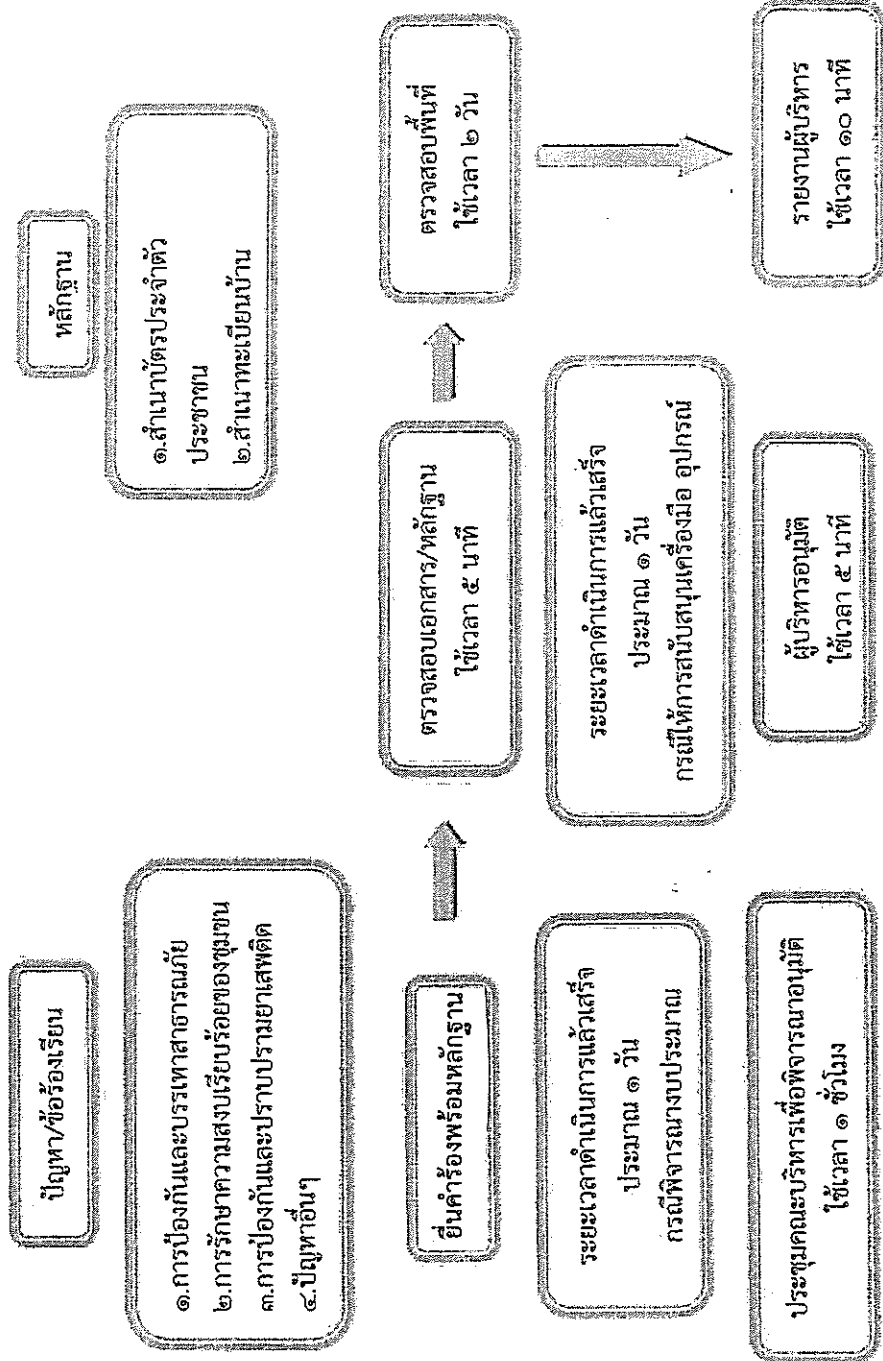 ปัญหา/ข้อร้องเรียน
หลักฐาน
๑.การป้องกันและบรรเทาสาธารณภัย
๒.การรักษาความสงบเรียบร้อยของชุมชน
๓.การป้องกันและปราบปรามยาเสพติด
๔.ปัญหาอื่นๆ
๑.สำเนาบัตรประจำตัว
ประชาชน
๒.สำเนาทะเบียนบ้าน
ยื่นคำร้องพร้อมหลักฐาน
ตรวจสอบเอกสาร/หลักฐาน
ใช้เวลา ๕ นาที
ตรวจสอบพื้นที่
ใช้เวลา ๒ วัน
ระยะเวลาดำเนินการแล้วเสร็จ
ประมาณ ๑ วัน
กรณีพิจารณางบประมาณ
ระยะเวลาดำเนินการแล้วเสร็จ
ประมาณ ๑ วัน
กรณีให้การสนับสนุนเครื่องมือ อุปกรณ์
ประชุมคณะบริหารเพื่อพิจารณาอนุมัติ
ใช้เวลา ๑ ชั่วโมง
ผู้บริหารอนุมัติ
ใช้เวลา ๕ นาที
รายงานผู้บริหาร
ใช้เวลา ๑๐ นาที